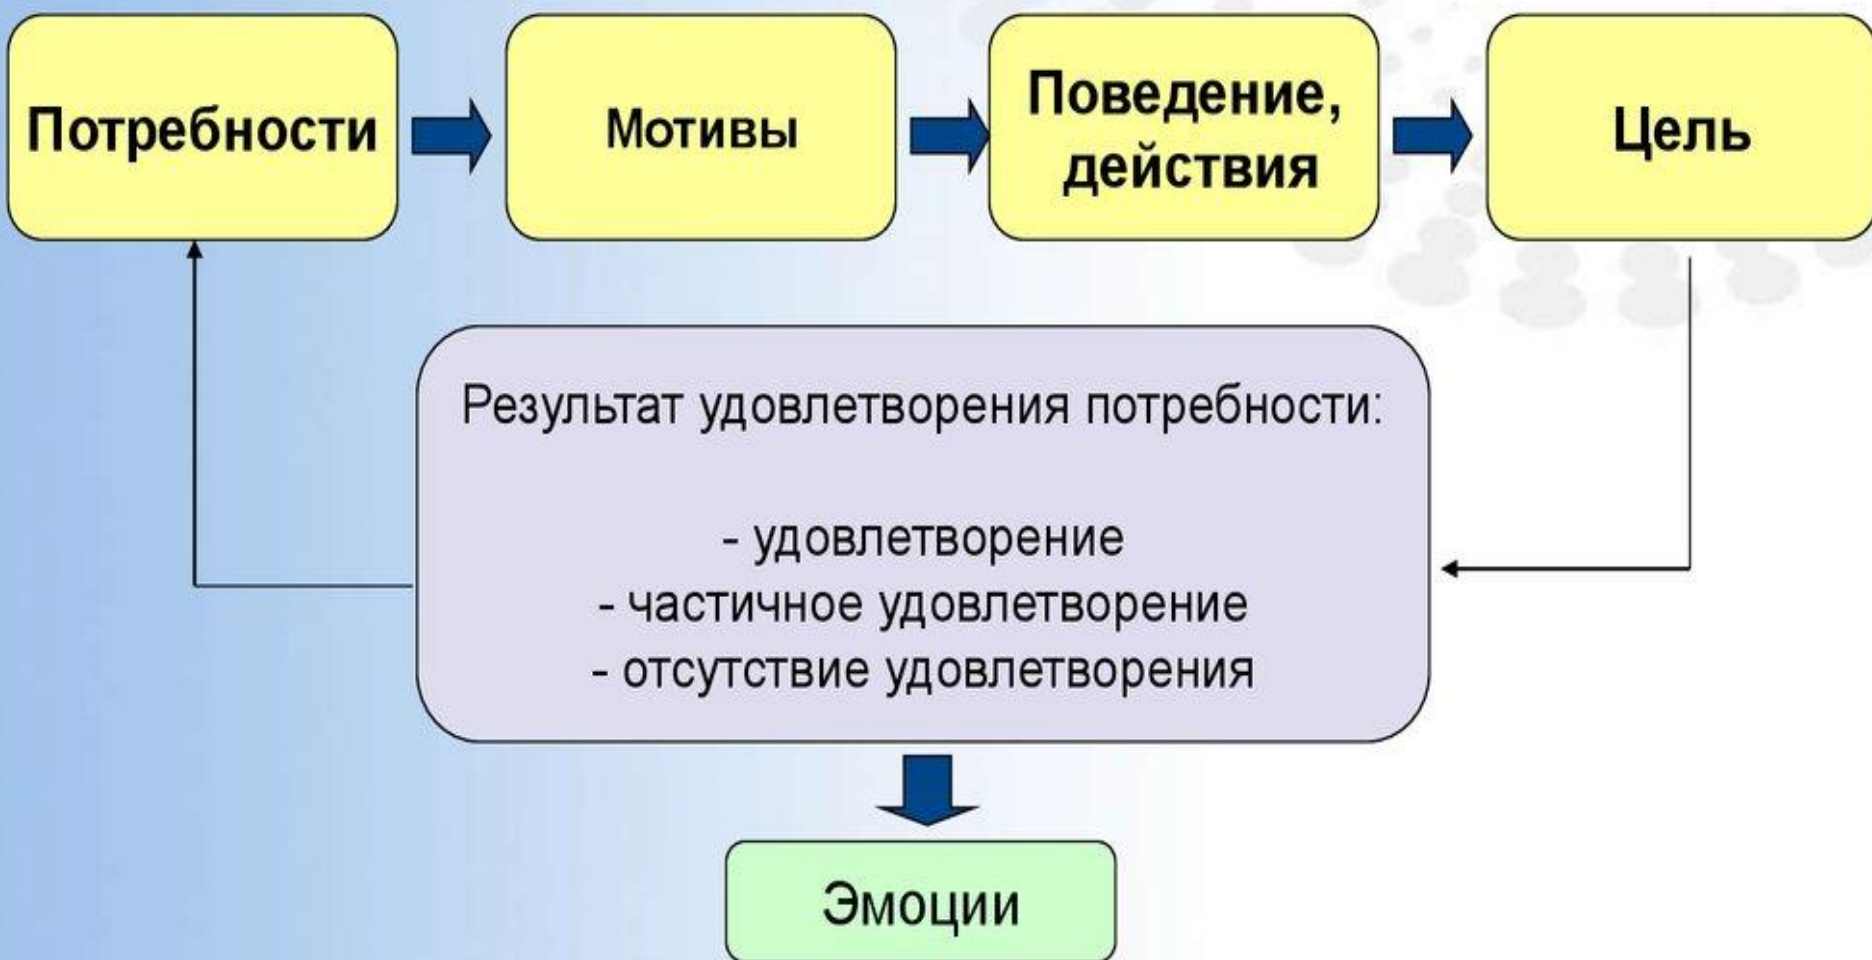 Потребности
Мотивы
Поведение,
действия
Цель
Результат удовлетворения потребности:
- удовлетворение
- частичное удовлетворение
- отсутствие удовлетворения
Эмоции